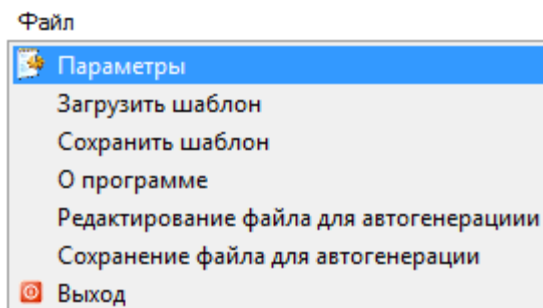 Файл
Параметры
Загрузить шаблон
Сохранить шаблон
О программе
Редактирование файла для автогенерациии
Сохранение файла для автогенерации
Выход